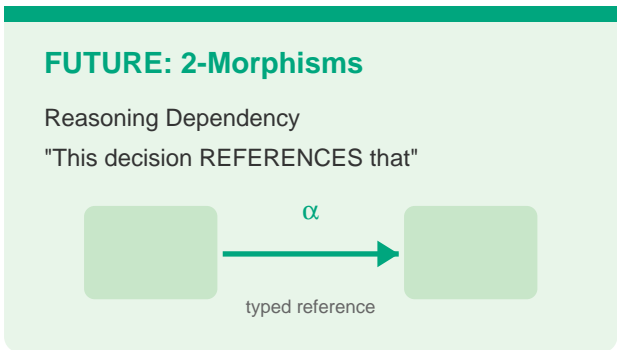 FUTURE: 2-Morphisms
Reasoning Dependency
"This decision REFERENCES that"
α
typed reference